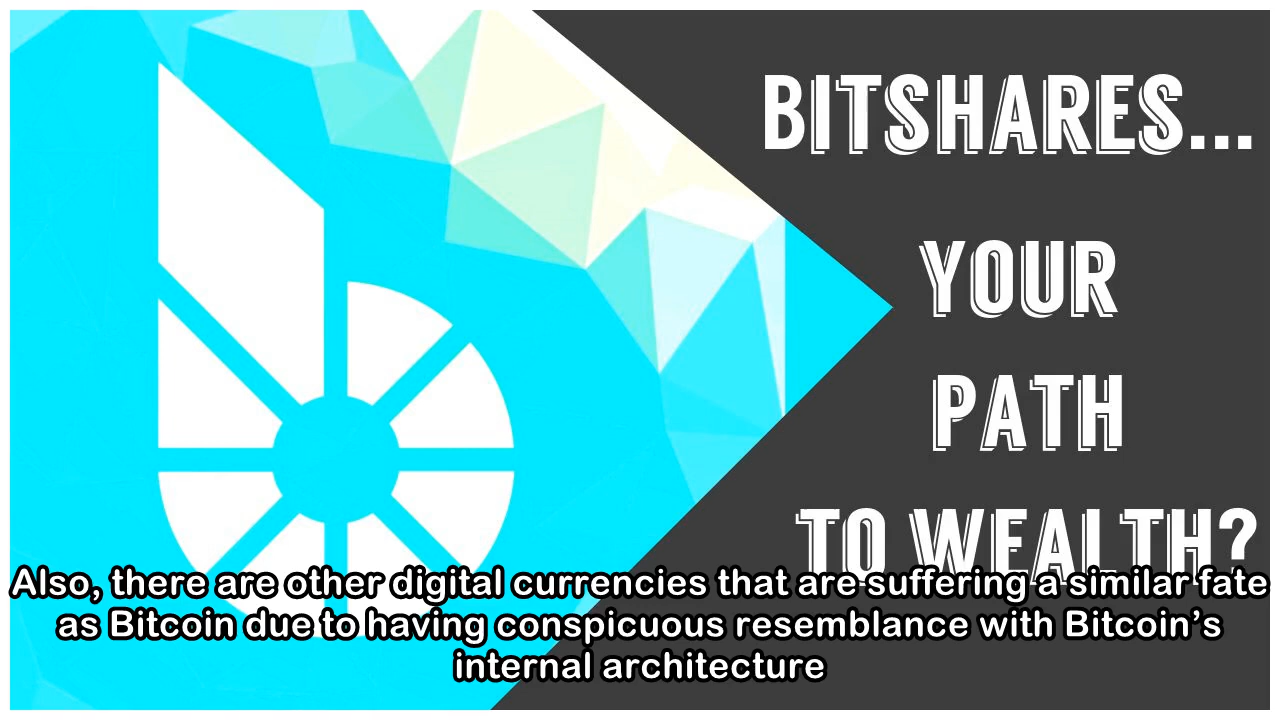 BITSHARES...
YOUR
PATH
TO WEALTH?
Also, there are other digital currencies that are suffering a similar fate
as Bitcoin due to having conspicuous resemblance with Bitcoin’s
internal architecture